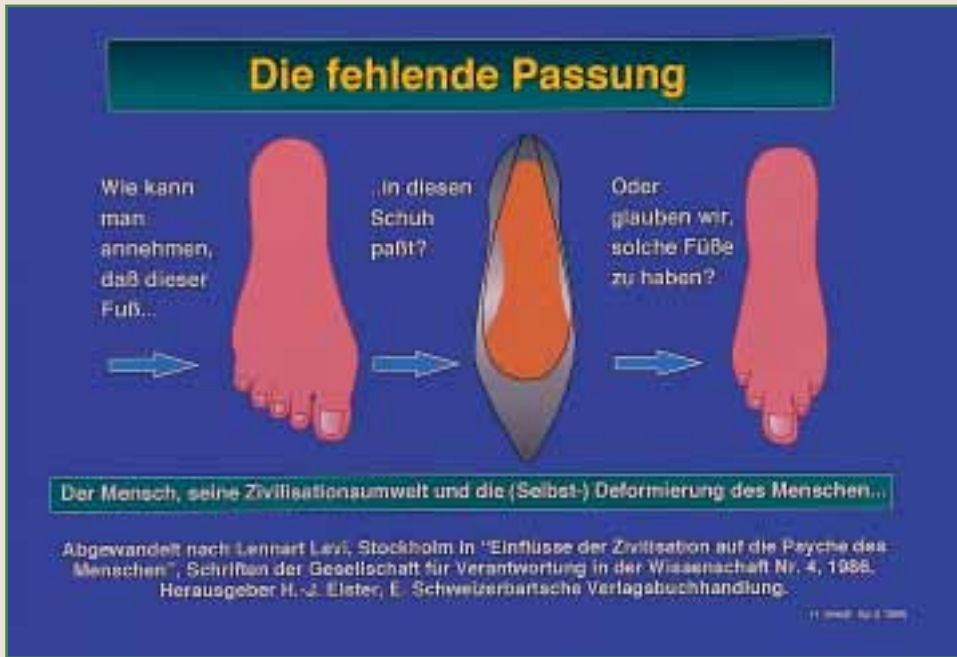 Die fehlende Passung
Wie kann
man
annehmen,
daß dieser
Fuß...
..in diesen
Schuh
paßt?
Oder
glauben wir,
solche Füße
zu haben?
Der Mensch, seine Zivilisationsumwelt und die (Selbst-) Deformierung des Menschen...
Abgewandelt nach Lennart Levi, Stockholm in "Einflüsse der Zivilisation auf die Psyche des
Menschen", Schriften der Gesellschaft für Verantwortung in der Wissenschaft Nr. 4, 1986.
Herausgeber H.-J. Elster, E. Schweizerbartsche Verlagsbuchhandlung.